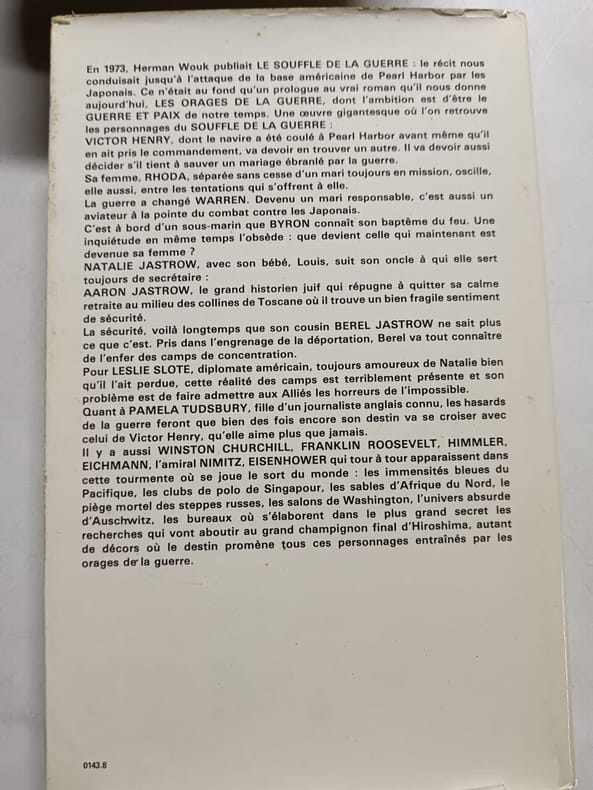 En 1973, Herman Wouk publiait LE SOUFFLE DE LA GUERRE : le récit nous
conduisait jusqu'à l'attaque de la base américaine de Pearl Harbor par les
Japonais. Ce n'était au fond qu'un prologue au vrai roman qu'il nous donne
aujourd'hui, LES ORAGES DE LA GUERRE, dont l'ambition est d'être le
GUERRE ET PAIX de notre temps. Une œuvre gigantesque où l'on retrouve
les personnages du SOUFFLE DE LA GUERRE :
VICTOR HENRY, dont le navire a été coulé à Pearl Harbor avant même qu'il
en ait pris le commandement, va devoir en trouver un autre. Il va devoir aussi
décider s'il tient à sauver un mariage ébranlé par la guerre.
Sa femme, RHODA, séparée sans cesse d'un mari toujours en mission, oscille,
elle aussi, entre les tentations qui s'offrent à elle.
La guerre a changé WARREN. Devenu un mari responsable, c'est aussi un
aviateur à la pointe du combat contre les Japonais.
C'est à bord d'un sous-marin que BYRON connaît son baptême du feu. Une
inquiétude en même temps l'obsède : que devient celle qui maintenant est
devenue sa femme ?
NATALIE JASTROW, avec son bébé, Louis, suit son oncle à qui elle sert
toujours de secrétaire :
AARON JASTROW, le grand historien juif qui répugne à quitter sa calme
retraite au milieu des collines de Toscane où il trouve un bien fragile sentiment
de sécurité.
La sécurité, voilà longtemps que son cousin BEREL JASTROW ne sait plus
ce que c'est. Pris dans l'engrenage de la déportation, Berel va tout connaître
de l'enfer des camps de concentration.
Pour LESLIE SLOTE, diplomate américain, toujours amoureux de Natalie bien
qu'il l'ait perdue, cette réalité des camps est terriblement présente et son
problème est de faire admettre aux Alliés les horreurs de l'impossible.
Quant à PAMELA TUDSBURY, fille d'un journaliste anglais connu, les hasards
de la guerre feront que bien des fois encore son destin va se croiser avec
celui de Victor Henry, qu'elle aime plus que jamais.
Il y a aussi WINSTON CHURCHILL, FRANKLIN ROOSEVELT, HIMMLER,
EICHMANN, l'amiral NIMITZ, EISENHOWER qui tour à tour apparaissent dans
cette tourmente où se joue le sort du monde : les immensités bleues du
Pacifique, les clubs de polo de Singapour, les sables d'Afrique du Nord, le
piège mortel des steppes russes, les salons de Washington, l'univers absurde
d'Auschwitz, les bureaux où s'élaborent dans le plus grand secret les
recherches qui vont aboutir au grand champignon final d'Hiroshima, autant
de décors où le destin promène tous ces personnages entraînés par les
orages de la guerre.
0143.8